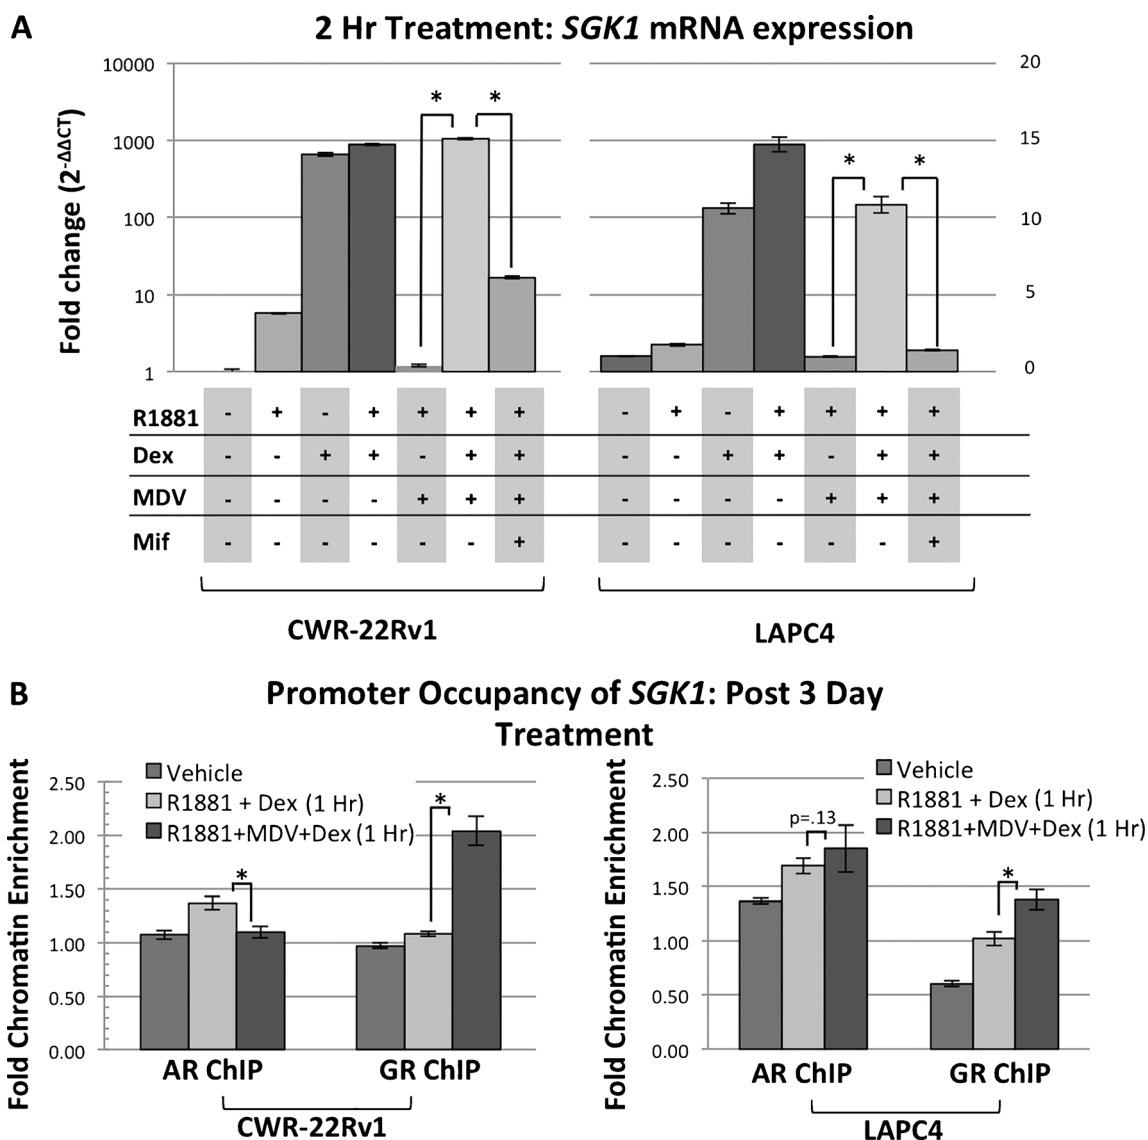 A
2 Hr Treatment: SGK1 mRNA expression
Fold change (2-ΔΔCT)
10000
1000
100
10
1
* *
* *
20
15
10
5
0
R1881 - + - + + + + - + - + + + +
Dex - - + + - + + - - + + - + +
MDV - - - - + + + - - - - + + +
Mif - - - - - - + - - - - - - +
CWR-22Rv1 LAPC4
B
Promoter Occupancy of SGK1: Post 3 Day
Treatment
Fold Chromatin Enrichment
2.50
2.00
1.50
1.00
0.50
0.00
Vehicle
R1881 + Dex (1 Hr)
R1881+MDV+Dex (1 Hr)
*
*
AR ChIP GR ChIP
CWR-22Rv1
Fold Chromatin Enrichment
2.50
2.00
1.50
1.00
0.50
0.00
Vehicle
R1881 + Dex (1 Hr)
R1881+MDV+Dex (1 Hr)
p=.13
*
AR ChIP GR ChIP
LAPC4